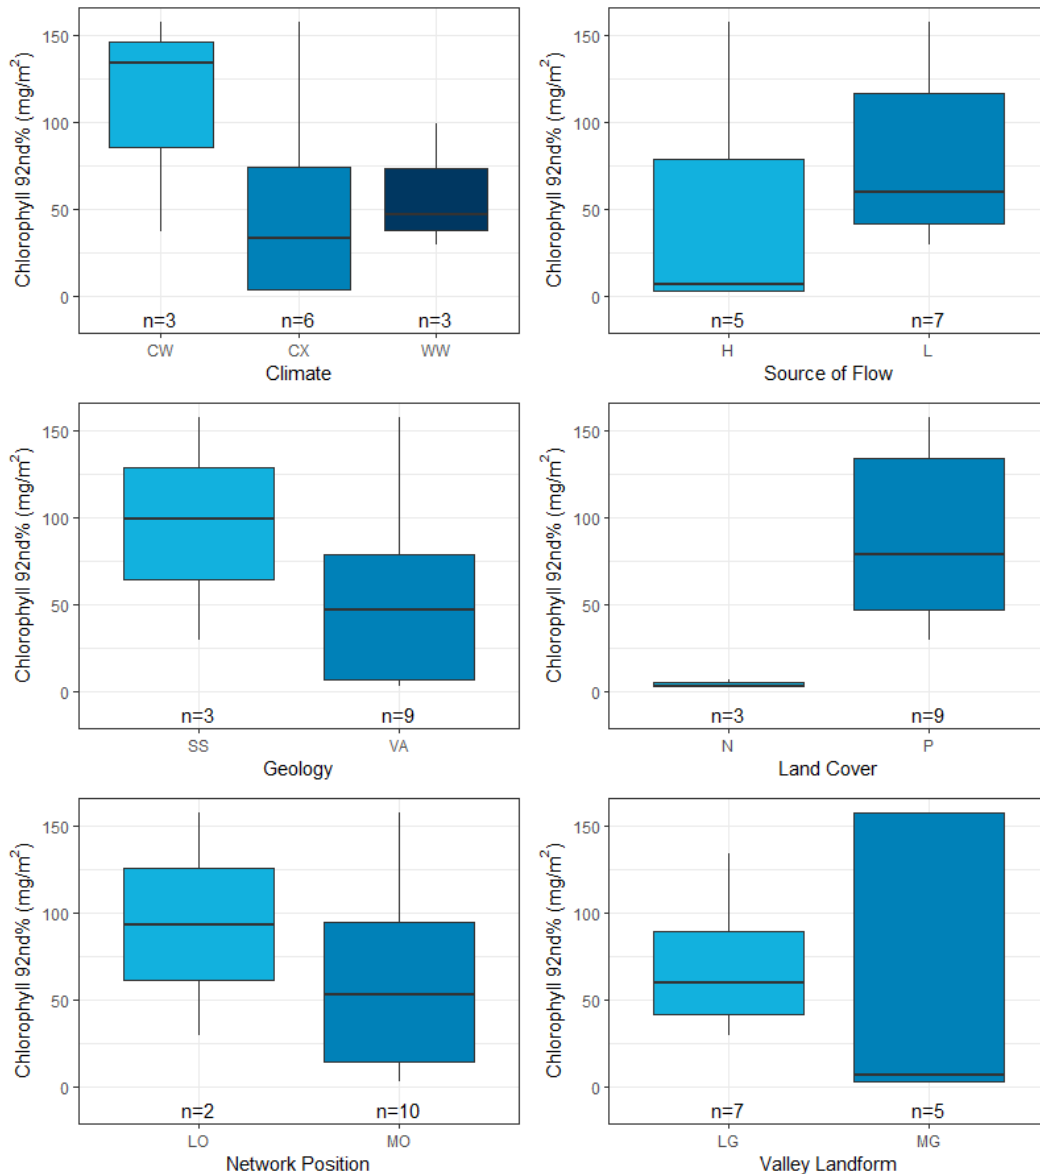 Chlorophyll 92nd% (mg/m²)
150
100
50
0
n=3 n=6 n=3
CW CX WW
Climate
Chlorophyll 92nd% (mg/m²)
150
100
50
0
n=5 n=7
H L
Source of Flow
Chlorophyll 92nd% (mg/m²)
150
100
50
0
n=3 n=9
SS VA
Geology
Chlorophyll 92nd% (mg/m²)
150
100
50
0
n=3 n=9
N P
Land Cover
Chlorophyll 92nd% (mg/m²)
150
100
50
0
n=2 n=10
LO MO
Network Position
Chlorophyll 92nd% (mg/m²)
150
100
50
0
n=7 n=5
LG MG
Valley Landform